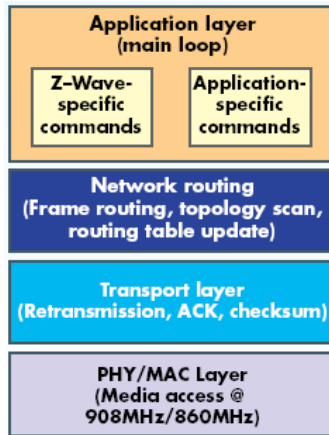 Application layer
(main loop)
Z–Wave-
specific
commands
Application-
specific
commands
Network routing
(Frame routing, topology scan,
routing table update)
Transport layer
(Retransmission, ACK, checksum)
PHY/MAC Layer
(Media access @
908MHz/860MHz)